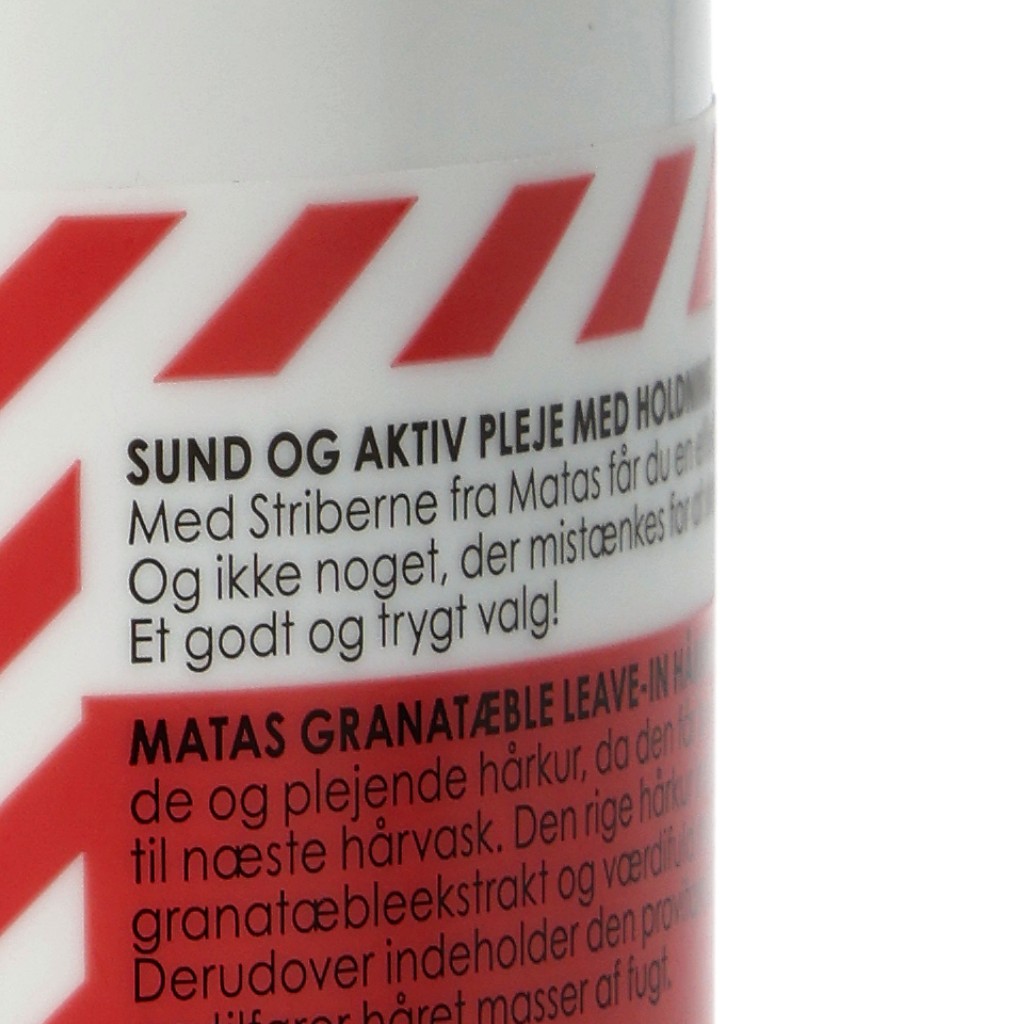 SUND OG AKTIV PLEJE MED
Med Striberne fra Matas får du en
Og ikke noget, der mistænkes for at
Et godt og trygt valg!
MATAS GRANATÆBLE LEAVE-IN
de og plejende hårkur, da den
til næste hårvask. Den rige hårkur
granatæbleekstrakt og
Derudover indeholder den
håret masser af fugt.